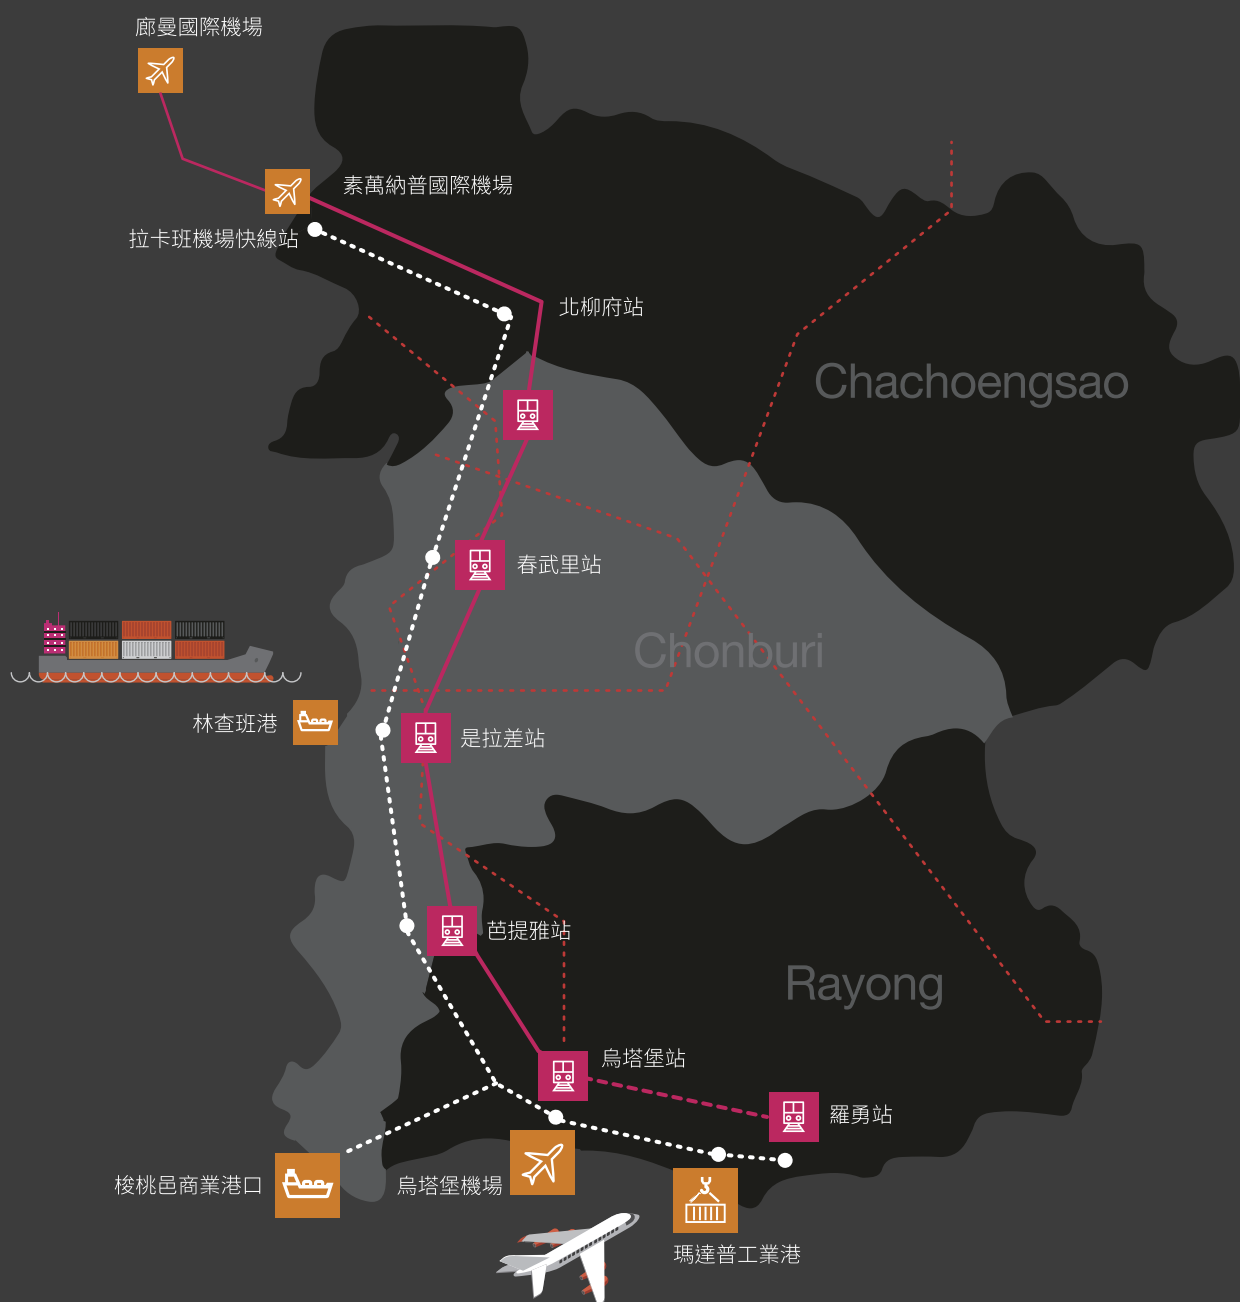 廊曼國際機場
素萬納普國際機場
拉卡班機場快線站
北柳府站
Chachoengsao
春武里站
Chonburi
林查班港
是拉差站
芭提雅站
Rayong
烏塔堡站
羅勇站
梭桃邑商業港口
烏塔堡機場
瑪達普工業港